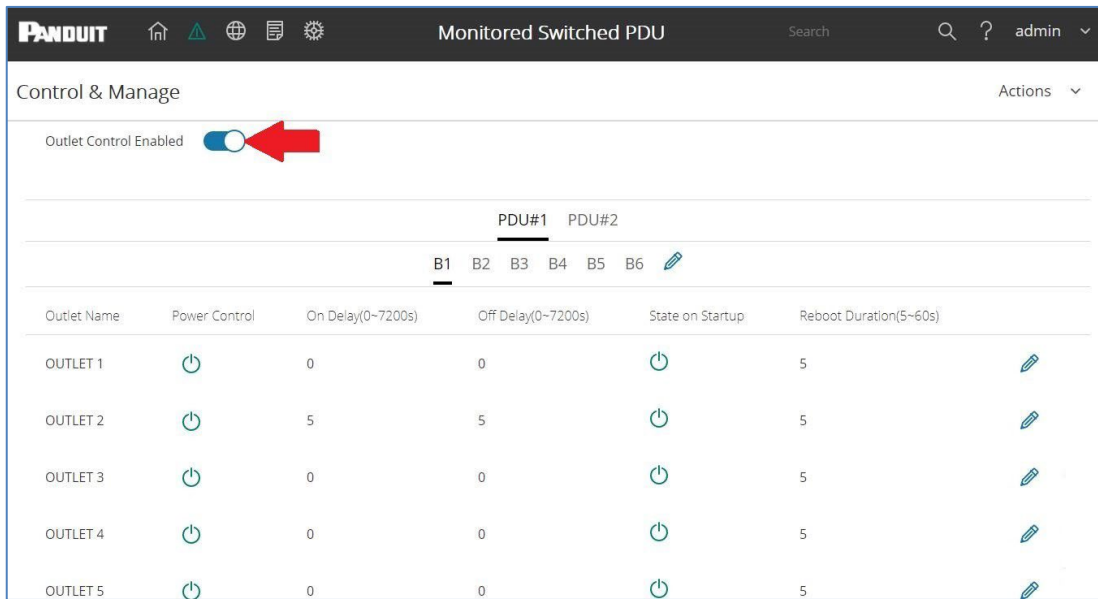 PANDUIT Monitored Switched PDU Search ? admin
Control & Manage Actions
Outlet Control Enabled
PDU#1 PDU#2
B1 B2 B3 B4 B5 B6
Outlet Name Power Control On Delay(0~7200s) Off Delay(0~7200s) State on Startup Reboot Duration(5~60s)
OUTLET 1 0 0 5
OUTLET 2 5 5 5
OUTLET 3 0 0 5
OUTLET 4 0 0 5
OUTLET 5 0 0 5